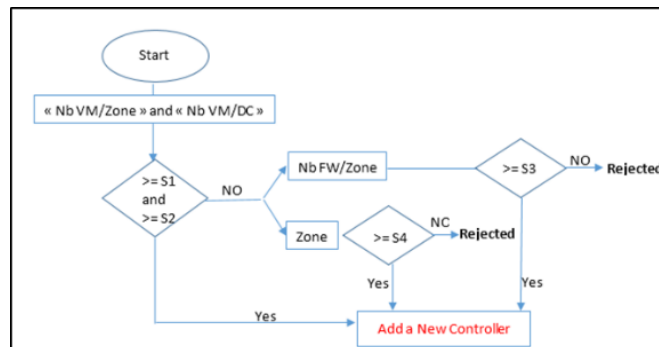 Start
« Nb VM/Zone » and « Nb VM/DC »
>= S1
and
>= S2
NO
Nb FW/Zone
>= S3
NO
Rejected
Zone
>= S4
NC
Rejected
Yes
Yes
Yes
Add a New Controller